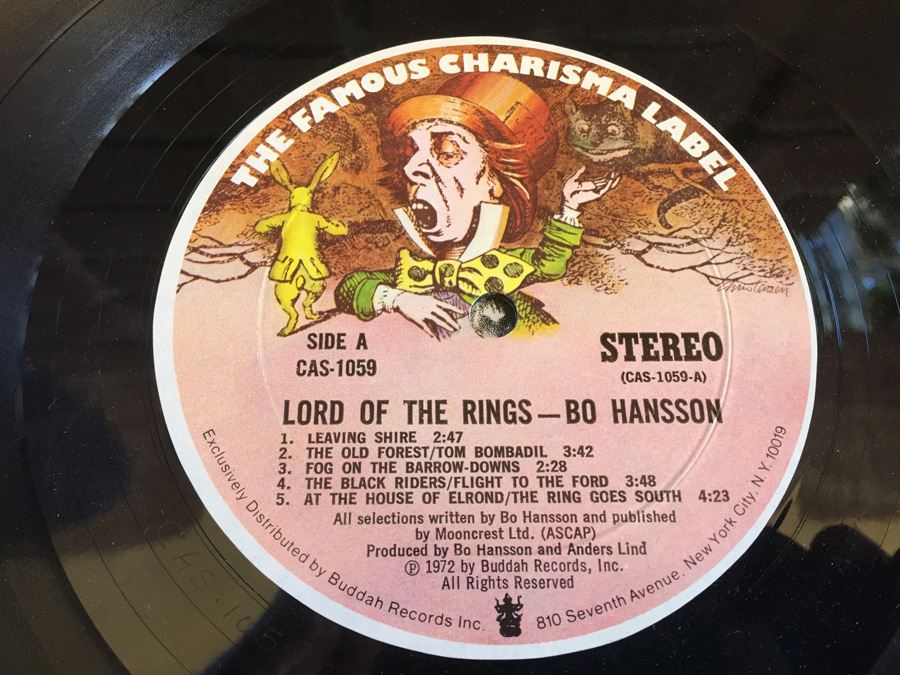 THE FAMOUS CHARISMA LABEL
SIDE A
CAS-1059
STEREO
(CAS-1059-A)
LORD OF THE RINGS — BO HANSSON
1. LEAVING SHIRE 2:47
2. THE OLD FOREST/TOM BOMBADIL 3:42
3. FOG ON THE BARROW-DOWNS 2:28
4. THE BLACK RIDERS/FLIGHT TO THE FORD 3:48
5. AT THE HOUSE OF ELROND/THE RING GOES SOUTH 4:23
All selections written by Bo Hansson and published
by Mooncrest Ltd. (ASCAP)
Produced by Bo Hansson and Anders Lind
℗ 1972 by Buddah Records, Inc.
All Rights Reserved
Exclusively Distributed by Buddah Records Inc. 810 Seventh Avenue. New York City. N.Y. 10019